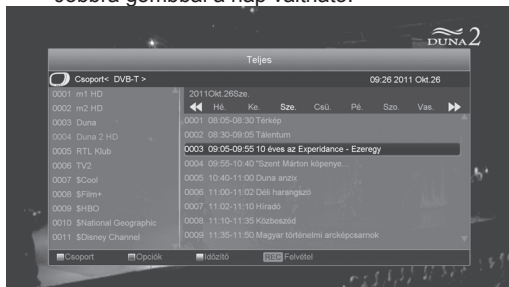 Jobbra gombbal a nap váltható.
DUNA 2
Teljes
Csoport< DVB-T > 09:26 2011 Okt.26
0001 m1 HD
0002 m2 HD
0003 Duna
0004 Duna 2 HD
0005 RTL Klub
0006 TV2
0007 $Cool
0008 $Film+
0009 $HBO
0010 $National Geographic
0011 $Disney Channel
2011Okt.26Sze.
Hé. Ke. Sze. Csü. Pé. Szo. Vas.
0001 08:05-08:30 Térkép
0002 08:30-09:05 Tálentum
0003 09:05-09:55 10 éves az Experidance - Ezeregy
0004 09:55-10:40 "Szent Márton köpenye...
0005 10:40-11:00 Duna anzix
0006 11:00-11:02 Déli harangszó
0007 11:02-11:10 Híradó
0008 11:10-11:35 Közbeszéd
0009 11:35-11:50 Magyar történelmi arcképcsarnok
Csoport Opciók Időzítő REC Felvétel